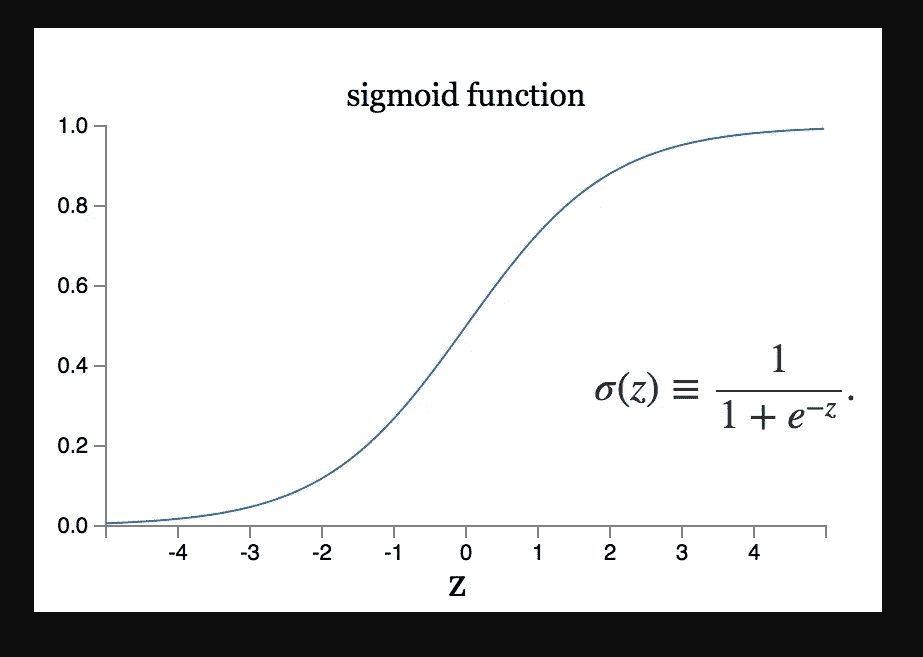 sigmoid function
1.0
0.8
0.6
0.4
σ(z) ≡ 1 / (1 + e^{-z}).
0.2
0.0
-4 -3 -2 -1 0 1 2 3 4
z